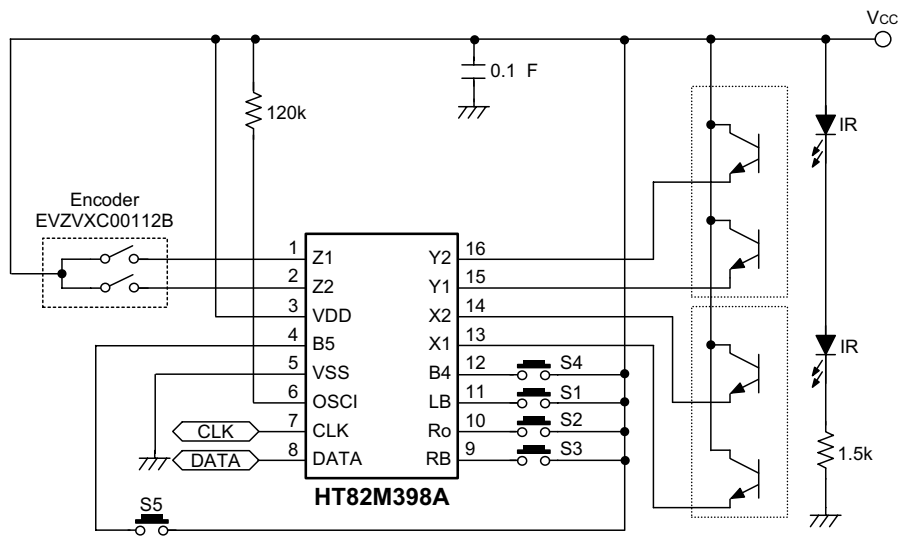 Vcc
0.1 F
120k
IR
Encoder
EVZVXC00112B
1 Z1 Y2 16
2 Z2 Y1 15
3 VDD X2 14
4 B5 X1 13
5 VSS B4 12 S4
6 OSCI LB 11 S1
CLK 7 CLK Ro 10 S2
DATA 8 DATA RB 9 S3
IR
1.5k
HT82M398A
S5